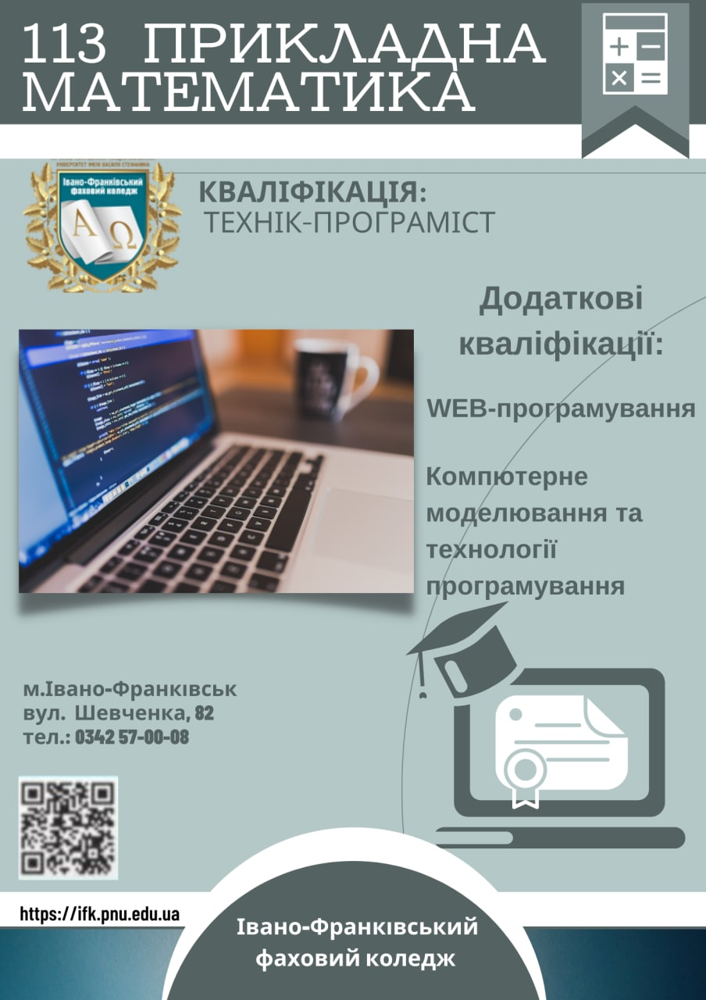 113 ПРИКЛАДНА
МАТЕМАТИКА
УНІВЕРСИТЕТ ІМЕНІ ВАСИЛЯ СТЕФАНИКА
Івано-Франківський
фаховий коледж
Α
Ω
КВАЛІФІКАЦІЯ:
ТЕХНІК-ПРОГРАМІСТ
Додаткові
кваліфікації:
WEB-програмування
Компютерне
моделювання та
технології
програмування
м.Івано-Франківськ
вул. Шевченка, 82
тел.: 0342 57-00-08
https://ifk.pnu.edu.ua
Івано-Франківський
фаховий коледж